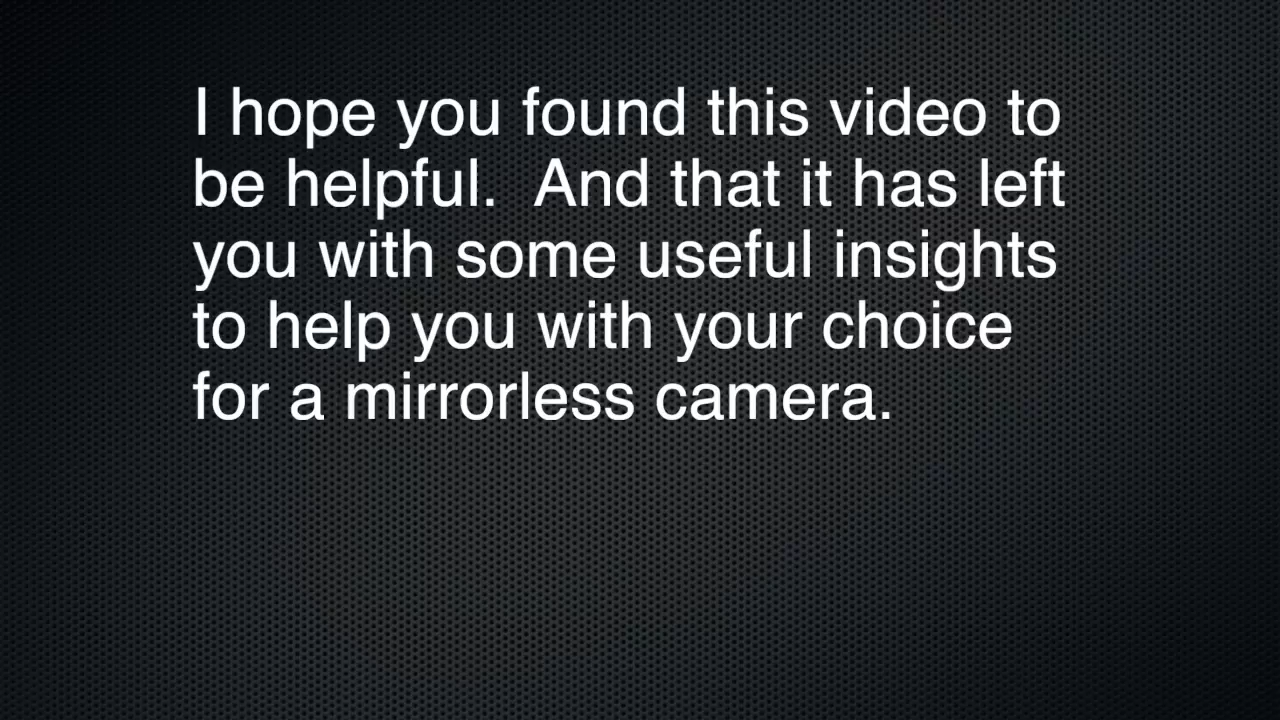 I hope you found this video to
be helpful.  And that it has left
you with some useful insights
to help you with your choice
for a mirrorless camera.